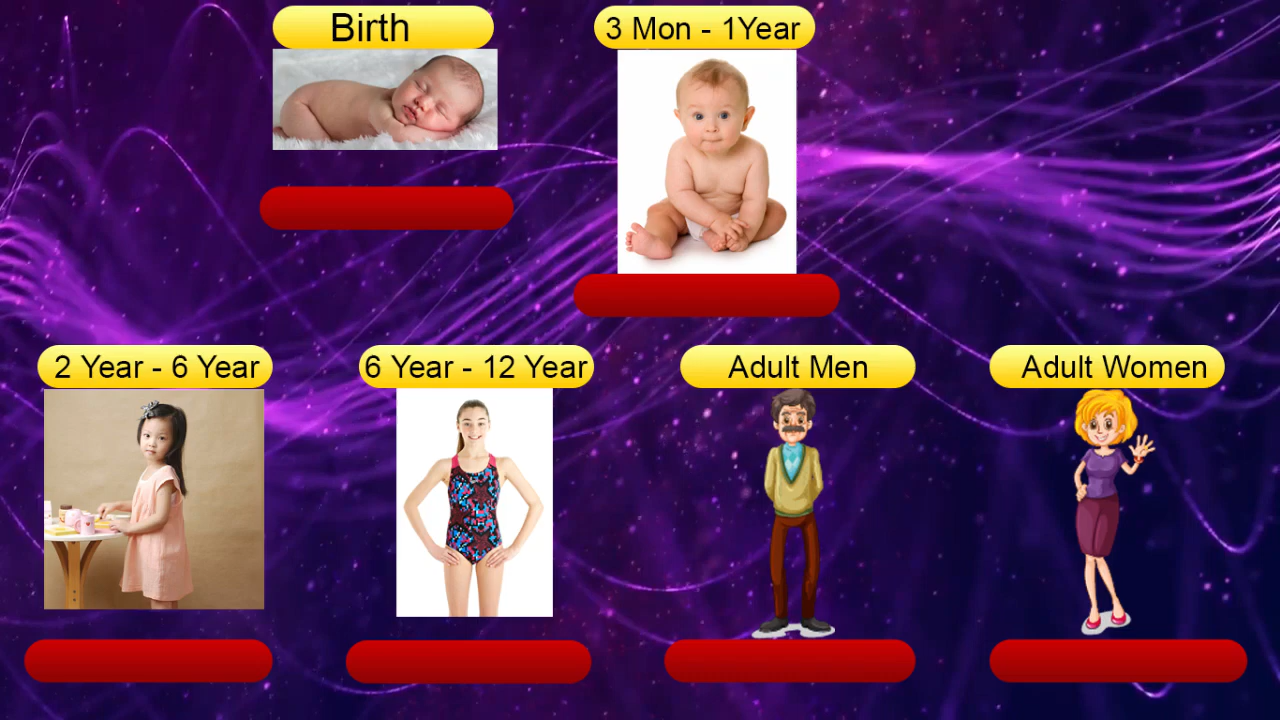 Birth
3 Mon - 1Year
2 Year - 6 Year
6 Year - 12 Year
Adult Men
Adult Women